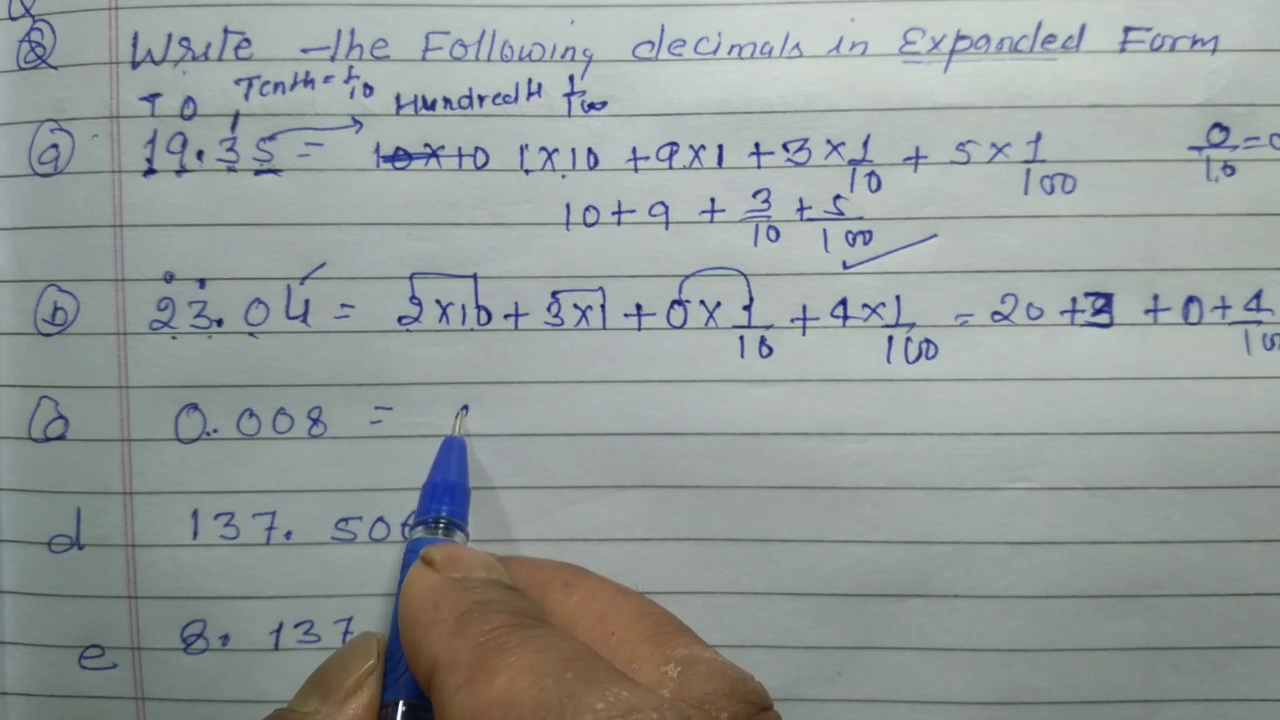 Write the Following decimals in Expanded Form
T O Tenth = 1/10 Hundredth 1/100
(a) 19.35 = 1×10 + 9×1 + 3×1/10 + 5×1/100 0/10 =
10 + 9 + 3/10 + 5/100
(b) 23.04 = 2×10 + 3×1 + 0×1/10 + 4×1/100 = 20 + 3 + 0 + 4/
0.008 =
d 137.50
e 8.137